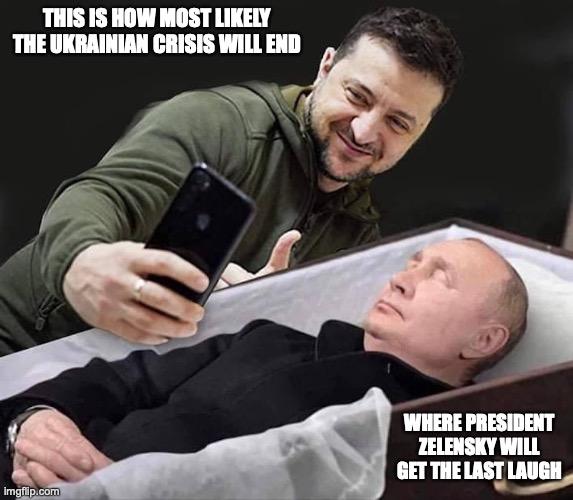 THIS IS HOW MOST LIKELY
THE UKRAINIAN CRISIS WILL END
WHERE PRESIDENT
ZELENSKY WILL
GET THE LAST LAUGH
imgflip.com